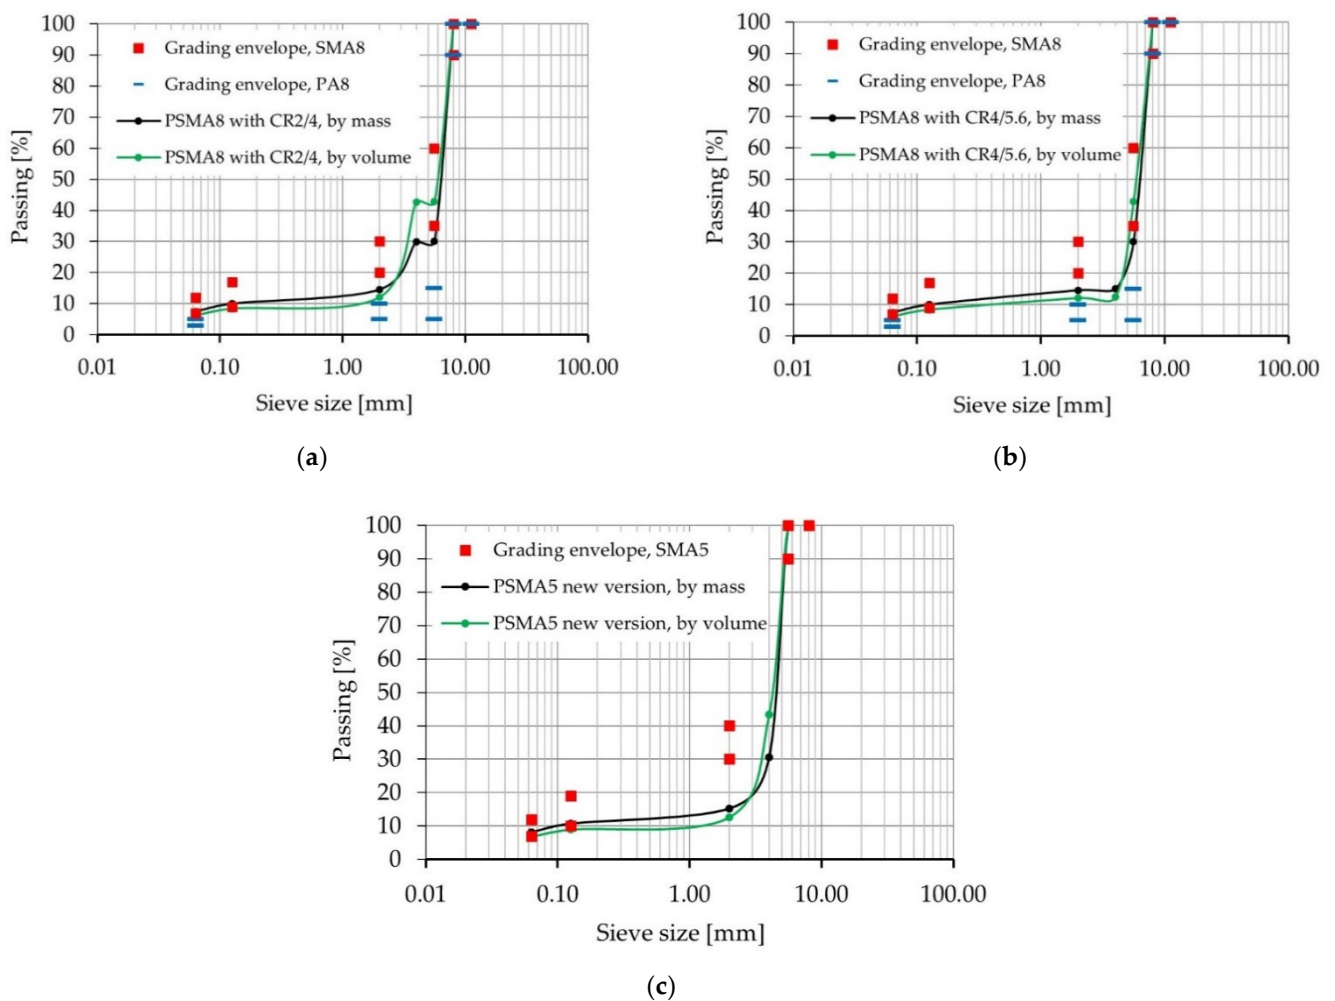 100
90
80
70
60
50
40
30
20
10
0
Passing [%]
Grading envelope, SMA8
Grading envelope, PA8
PSMA8 with CR2/4, by mass
PSMA8 with CR2/4, by volume
0.01 0.10 1.00 10.00 100.00
Sieve size [mm]
(a)
100
90
80
70
60
50
40
30
20
10
0
Passing [%]
Grading envelope, SMA8
Grading envelope, PA8
PSMA8 with CR4/5.6, by mass
PSMA8 with CR4/5.6, by volume
0.01 0.10 1.00 10.00 100.00
Sieve size [mm]
(b)
100
90
80
70
60
50
40
30
20
10
0
Passing [%]
Grading envelope, SMA5
PSMA5 new version, by mass
PSMA5 new version, by volume
0.01 0.10 1.00 10.00 100.00
Sieve size [mm]
(c)